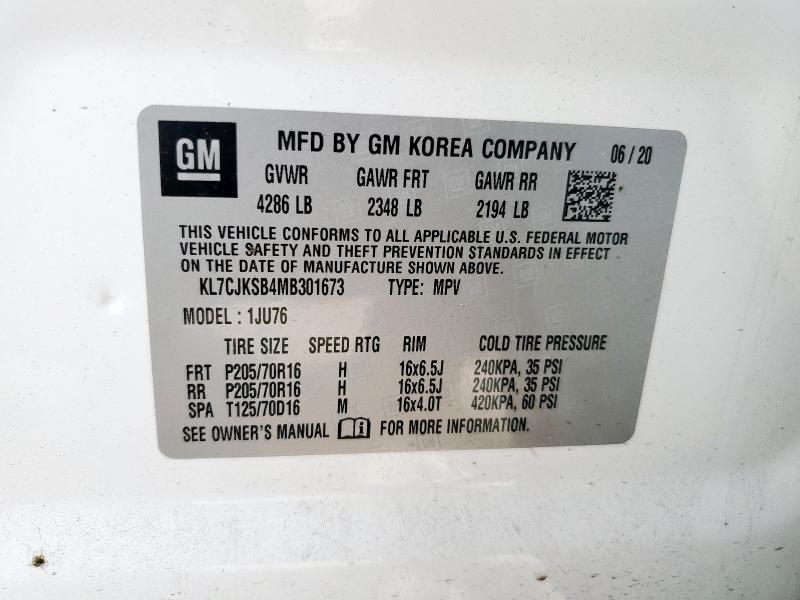 GM
MFD BY GM KOREA COMPANY 06 / 20
GVWR GAWR FRT GAWR RR
4286 LB 2348 LB 2194 LB
THIS VEHICLE CONFORMS TO ALL APPLICABLE U.S. FEDERAL MOTOR
VEHICLE SAFETY AND THEFT PREVENTION STANDARDS IN EFFECT
ON THE DATE OF MANUFACTURE SHOWN ABOVE.
KL7CJKSB4MB301673 TYPE: MPV
MODEL : 1JU76
TIRE SIZE SPEED RTG RIM COLD TIRE PRESSURE
FRT P205/70R16 H 16x6.5J 240KPA, 35 PSI
RR P205/70R16 H 16x6.5J 240KPA, 35 PSI
SPA T125/70D16 M 16x4.0T 420KPA, 60 PSI
SEE OWNER'S MANUAL FOR MORE INFORMATION.